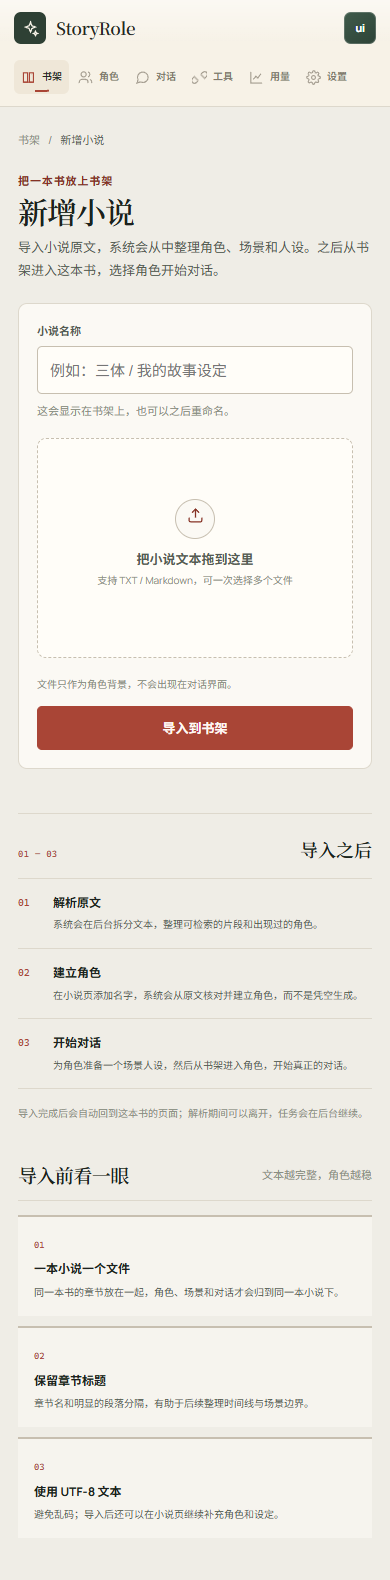 StoryRole
ui
书架
角色
对话
工具
用量
设置
书架 / 新增小说
把一本书放上书架
新增小说
导入小说原文，系统会从中整理角色、场景和人设。之后从书
架进入这本书，选择角色开始对话。
小说名称
例如：三体 / 我的故事设定
这会显示在书架上，也可以之后重命名。
把小说文本拖到这里
支持 TXT / Markdown，可一次选择多个文件
文件只作为角色背景，不会出现在对话界面。
导入到书架
01 — 03
导入之后
01
解析原文
系统会在后台拆分文本，整理可检索的片段和出现过的角色。
02
建立角色
在小说页添加名字，系统会从原文核对并建立角色，而不是凭空生成。
03
开始对话
为角色准备一个场景人设，然后从书架进入角色，开始真正的对话。
导入完成后会自动回到这本书的页面；解析期间可以离开，任务会在后台继续。
导入前看一眼
文本越完整，角色越稳
01
一本小说一个文件
同一本书的章节放在一起，角色、场景和对话才会归到同一本小说下。
02
保留章节标题
章节名和明显的段落分隔，有助于后续整理时间线与场景边界。
03
使用 UTF-8 文本
避免乱码；导入后还可以在小说页继续补充角色和设定。